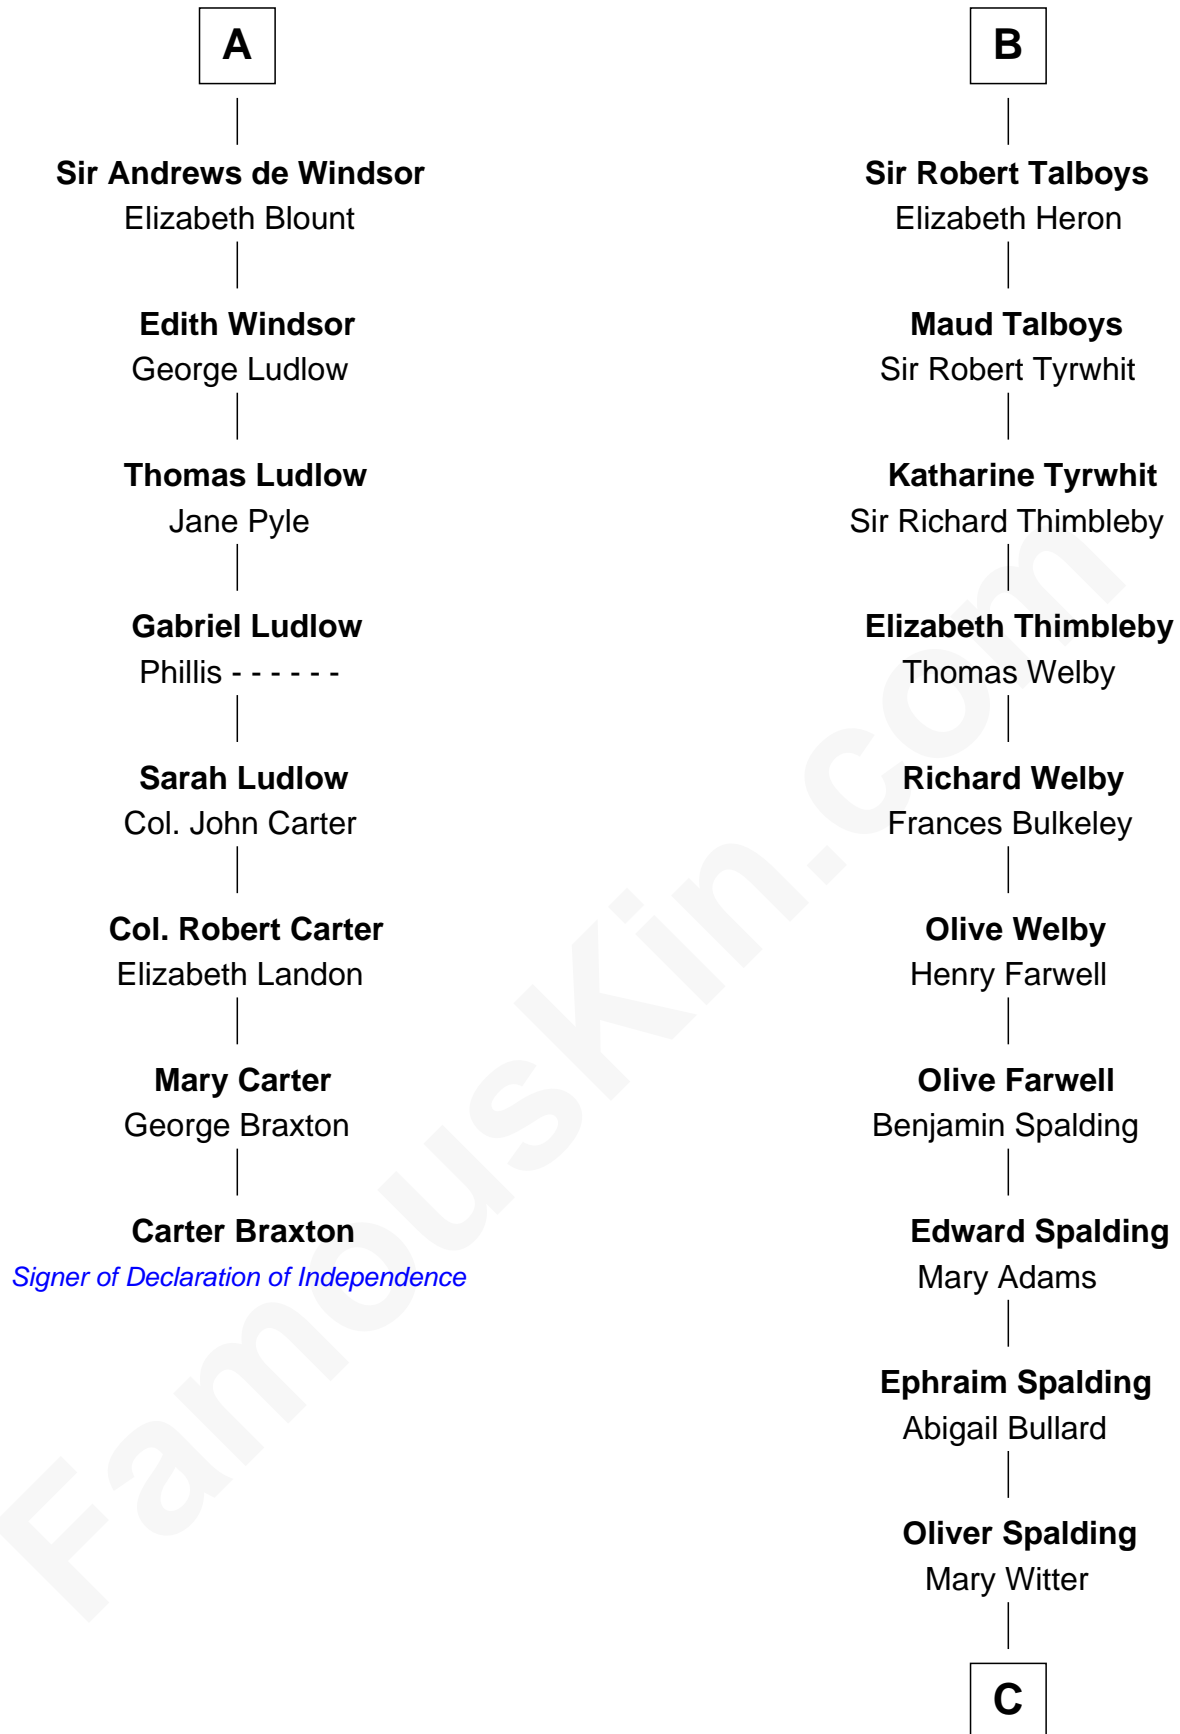 A
Sir Andrews de Windsor
Elizabeth Blount
Edith Windsor
George Ludlow
Thomas Ludlow
Jane Pyle
Gabriel Ludlow
Phillis - - - - - -
Sarah Ludlow
Col. John Carter
Col. Robert Carter
Elizabeth Landon
Mary Carter
George Braxton
Carter Braxton
Signer of Declaration of Independence
B
Sir Robert Talboys
Elizabeth Heron
Maud Talboys
Sir Robert Tyrwhit
Katharine Tyrwhit
Sir Richard Thimbleby
Elizabeth Thimbleby
Thomas Welby
Richard Welby
Frances Bulkeley
Olive Welby
Henry Farwell
Olive Farwell
Benjamin Spalding
Edward Spalding
Mary Adams
Ephraim Spalding
Abigail Bullard
Oliver Spalding
Mary Witter
C
FamousKin.com